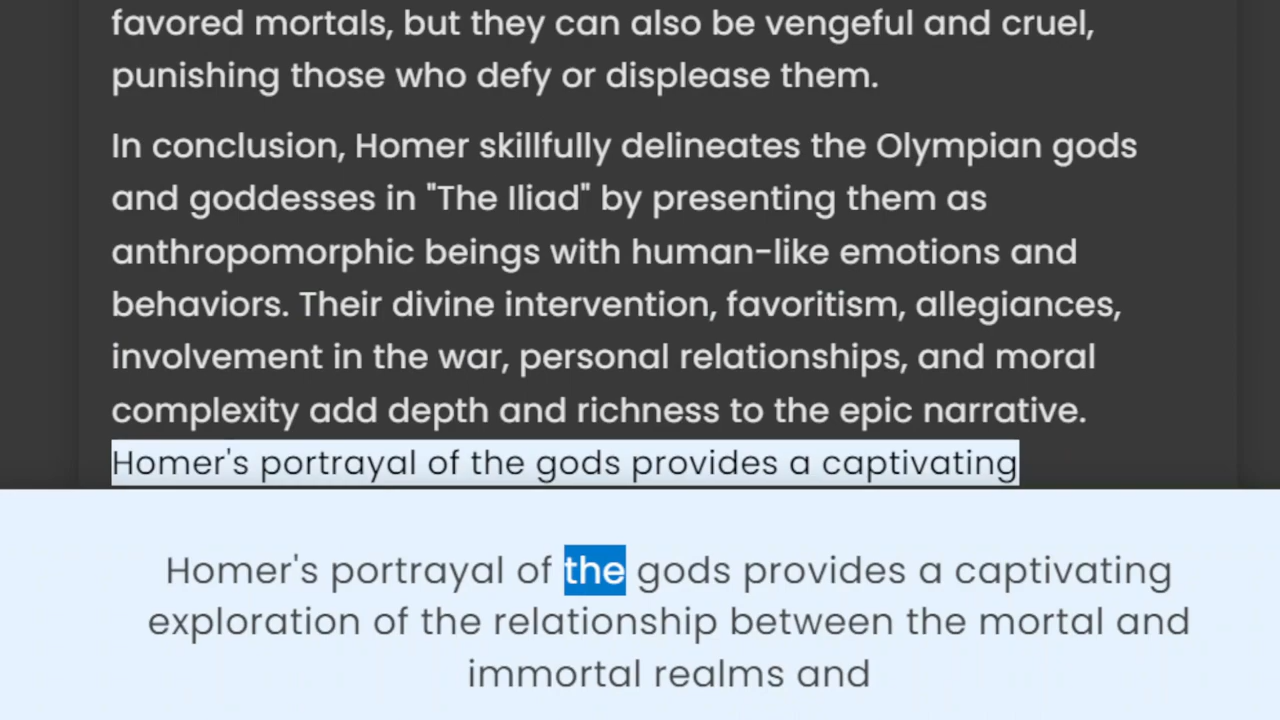 favored mortals, but they can also be vengeful and cruel,
punishing those who defy or displease them.
In conclusion, Homer skillfully delineates the Olympian gods
and goddesses in "The Iliad" by presenting them as
anthropomorphic beings with human-like emotions and
behaviors. Their divine intervention, favoritism, allegiances,
involvement in the war, personal relationships, and moral
complexity add depth and richness to the epic narrative.
Homer's portrayal of the gods provides a captivating
Homer's portrayal of the gods provides a captivating
exploration of the relationship between the mortal and
immortal realms and